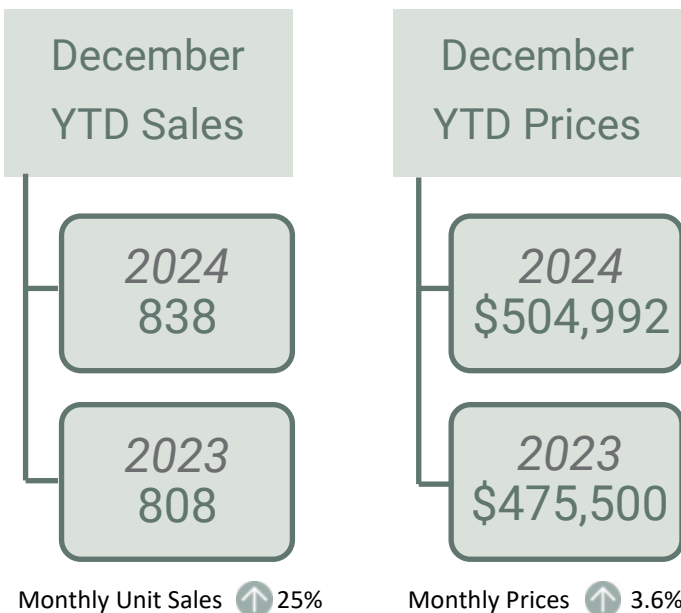 December
YTD Sales
2024
838
2023
808
Monthly Unit Sales 25%
December
YTD Prices
2024
$504,992
2023
$475,500
Monthly Prices 3.6%